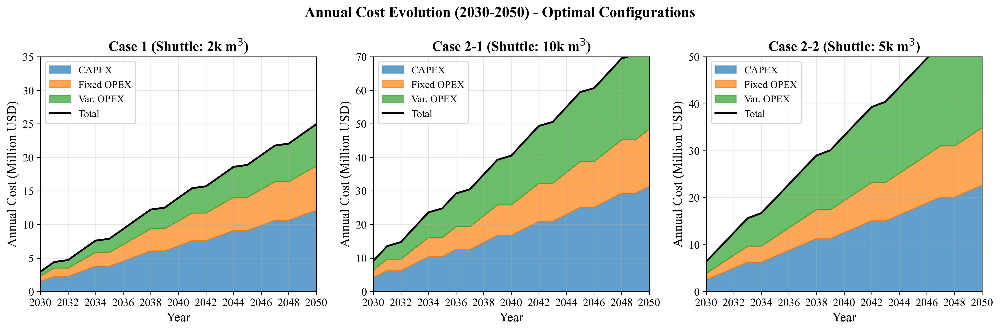 Annual Cost Evolution (2030-2050) - Optimal Configurations
Case 1 (Shuttle: 2k m³)
Annual Cost (Million USD)
35
30
25
20
15
10
5
0
CAPEX
Fixed OPEX
Var. OPEX
Total
2030 2032 2034 2036 2038 2040 2042 2044 2046 2048 2050
Year
Case 2-1 (Shuttle: 10k m³)
Annual Cost (Million USD)
70
60
50
40
30
20
10
0
CAPEX
Fixed OPEX
Var. OPEX
Total
2030 2032 2034 2036 2038 2040 2042 2044 2046 2048 2050
Year
Case 2-2 (Shuttle: 5k m³)
Annual Cost (Million USD)
50
40
30
20
10
0
CAPEX
Fixed OPEX
Var. OPEX
Total
2030 2032 2034 2036 2038 2040 2042 2044 2046 2048 2050
Year